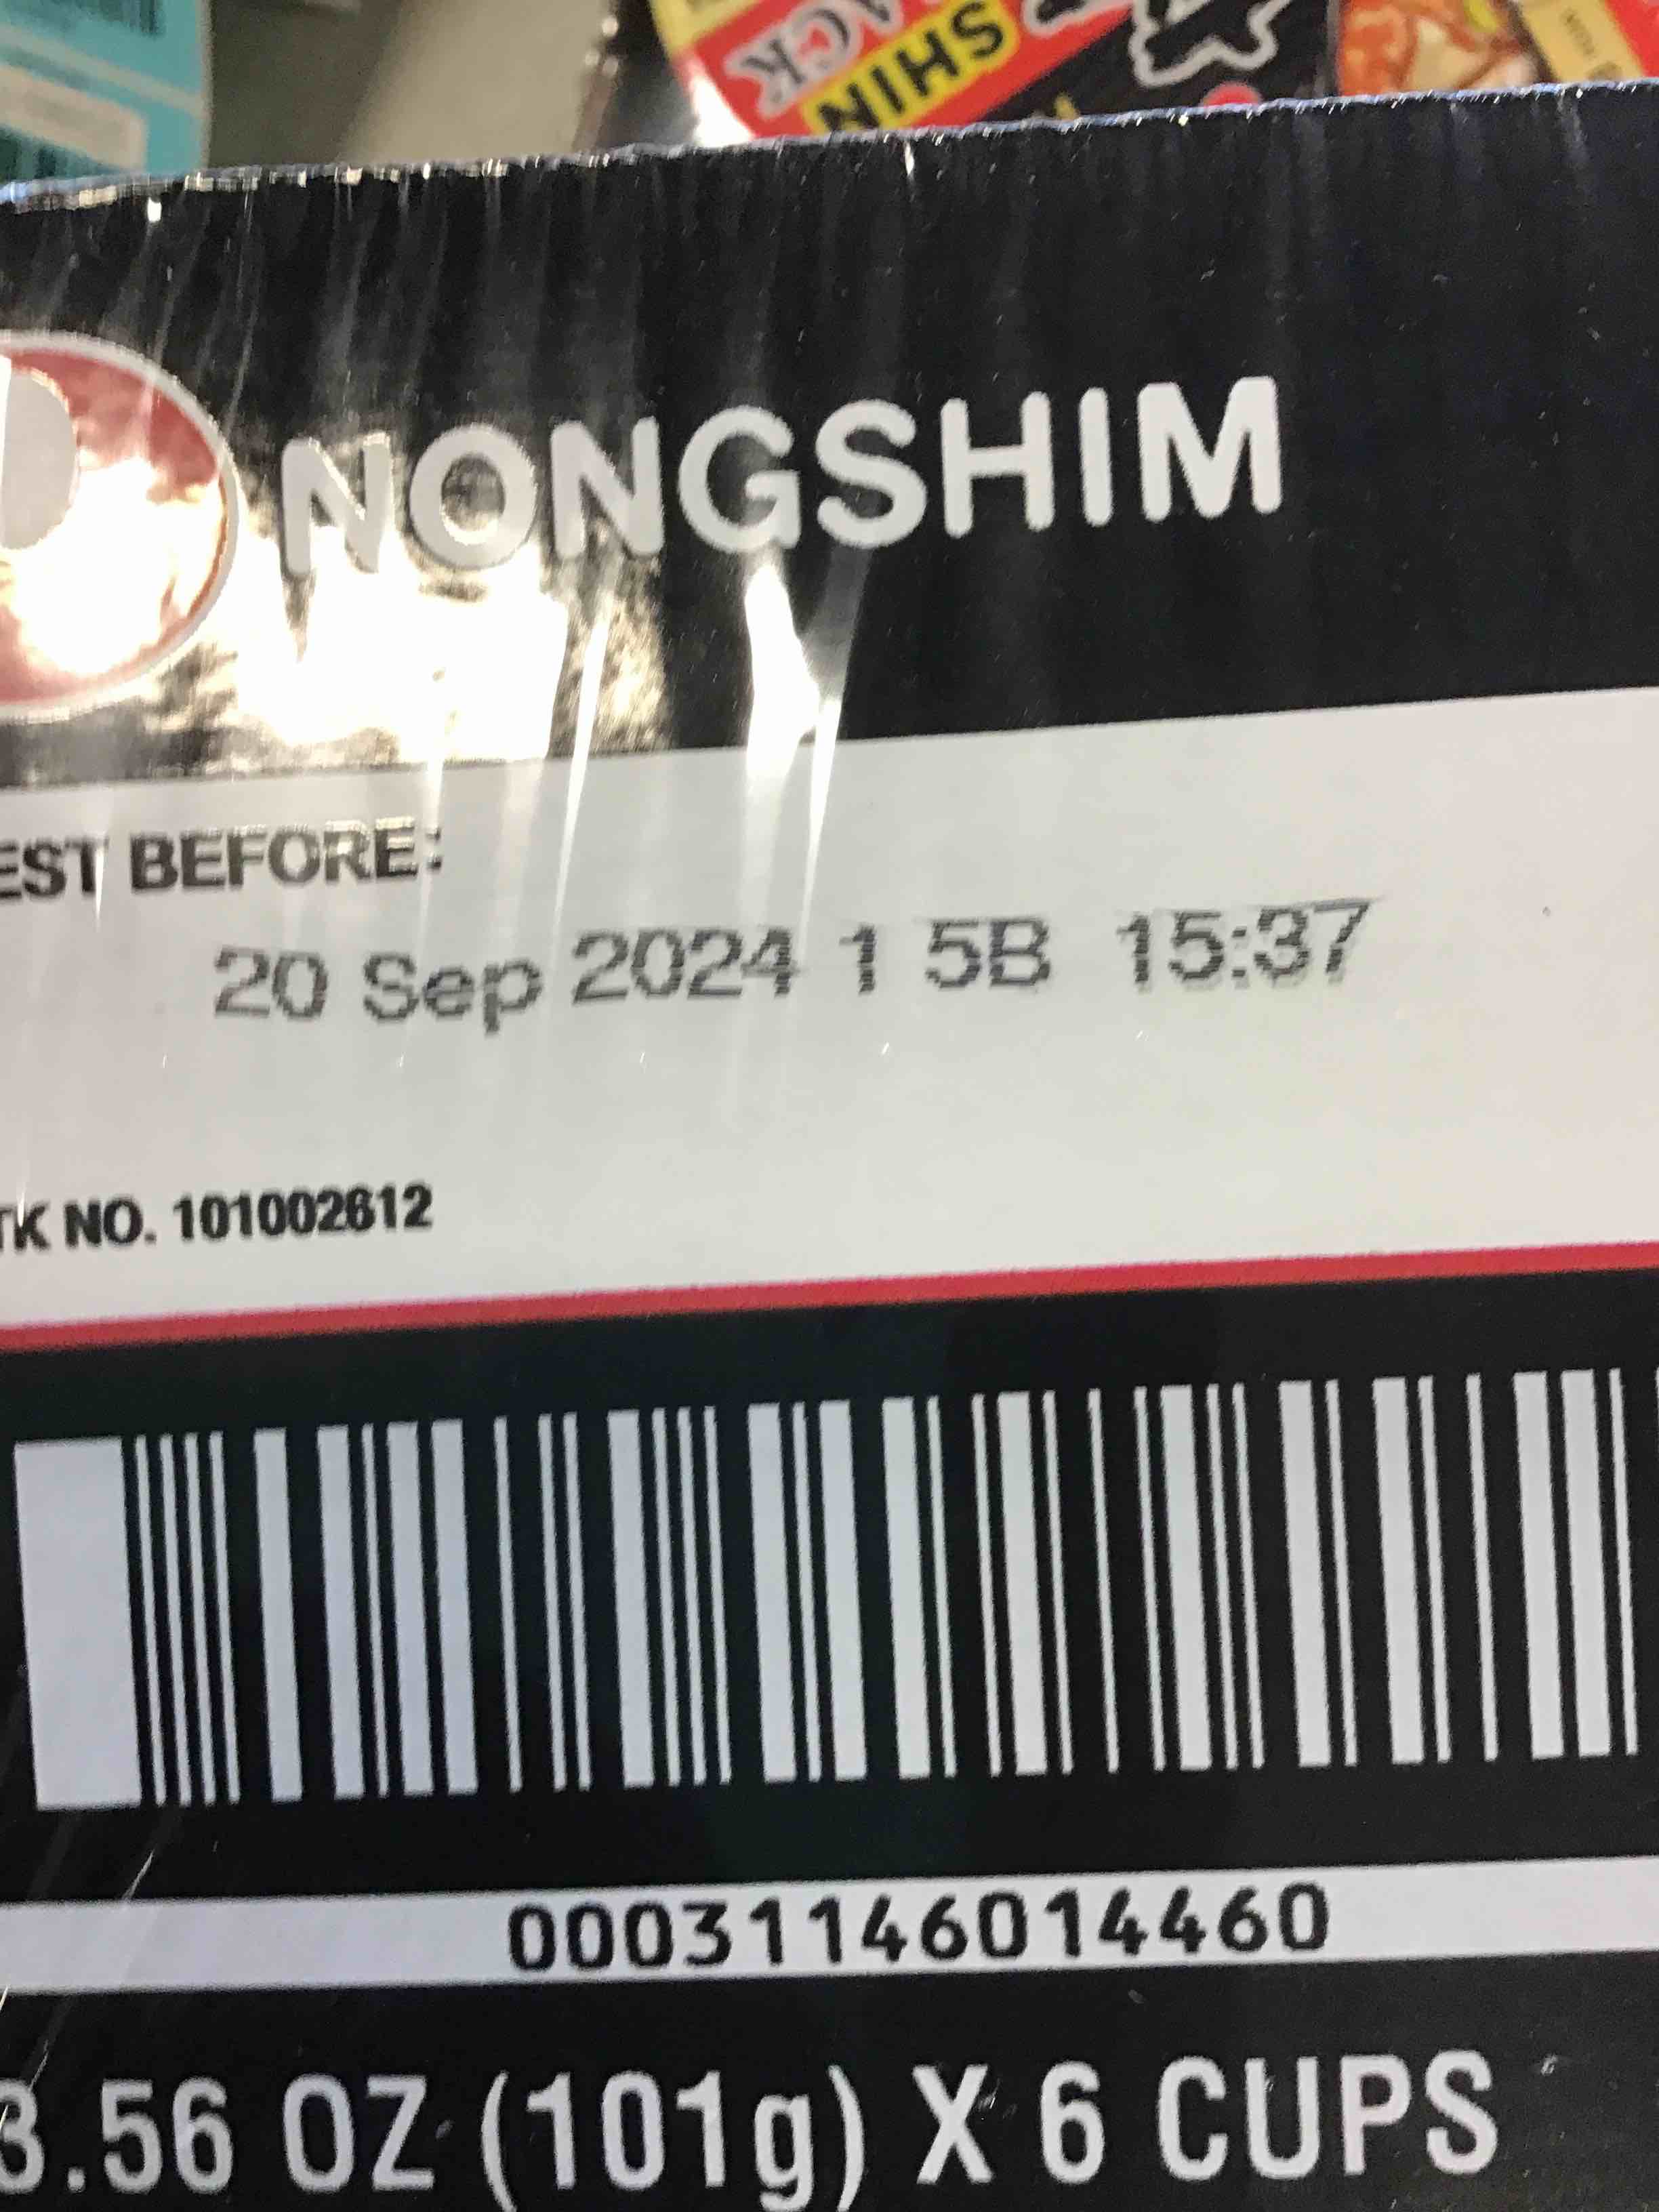 SHIN
NONGSHIM
EST BEFORE:
20 Sep 2024 1 5B 15:37
TK NO. 101002612
00031146014460
3.56 OZ (101g) X 6 CUPS